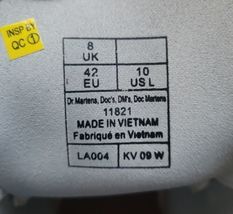 INSP BY
QC 1
8
UK
42
EU
10
US L
Dr. Martens, Doc's, DM's, Doc Martens
11821
MADE IN VIETNAM
Fabriqué en Vietnam
LA004
KV 09 W